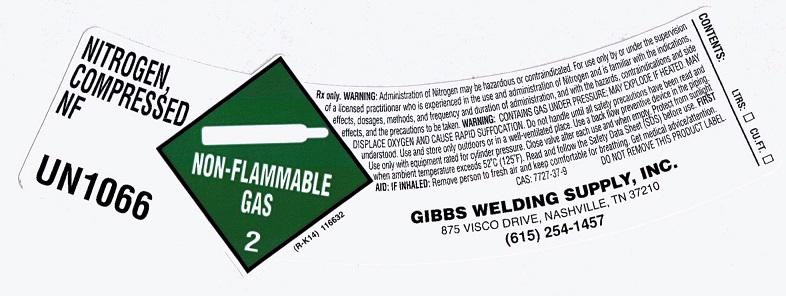 NITROGEN,
COMPRESSED
NF
UN1066
NON-FLAMMABLE
GAS
2
(R-K14) 116632
Rx only. WARNING: Administration of Nitrogen may be hazardous or contraindicated. For use only by or under the supervision
of a licensed practitioner who is experienced in the use and administration of Nitrogen and is familiar with the indications,
effects, dosages, methods, and frequency and duration of administration, and with the hazards, contraindications and side
effects, and the precautions to be taken. WARNING: CONTAINS GAS UNDER PRESSURE; MAY EXPLODE IF HEATED. MAY
DISPLACE OXYGEN AND CAUSE RAPID SUFFOCATION. Do not handle until all safety precautions have been read and
understood. Use and store only outdoors or in a well-ventilated place. Use a back flow preventive device in the piping.
Use only with equipment rated for cylinder pressure. Close valve after each use and when empty. Protect from sunlight
when ambient temperature exceeds 52°C (125°F). Read and follow the Safety Data Sheet (SDS) before use. FIRST
AID: IF INHALED: Remove person to fresh air and keep comfortable for breathing. Get medical advice/attention.
CAS: 7727-37-9
DO NOT REMOVE THIS PRODUCT LABEL
GIBBS WELDING SUPPLY, INC.
875 VISCO DRIVE, NASHVILLE, TN 37210
(615) 254-1457
CONTENTS:
LTRS:
CU.FT.